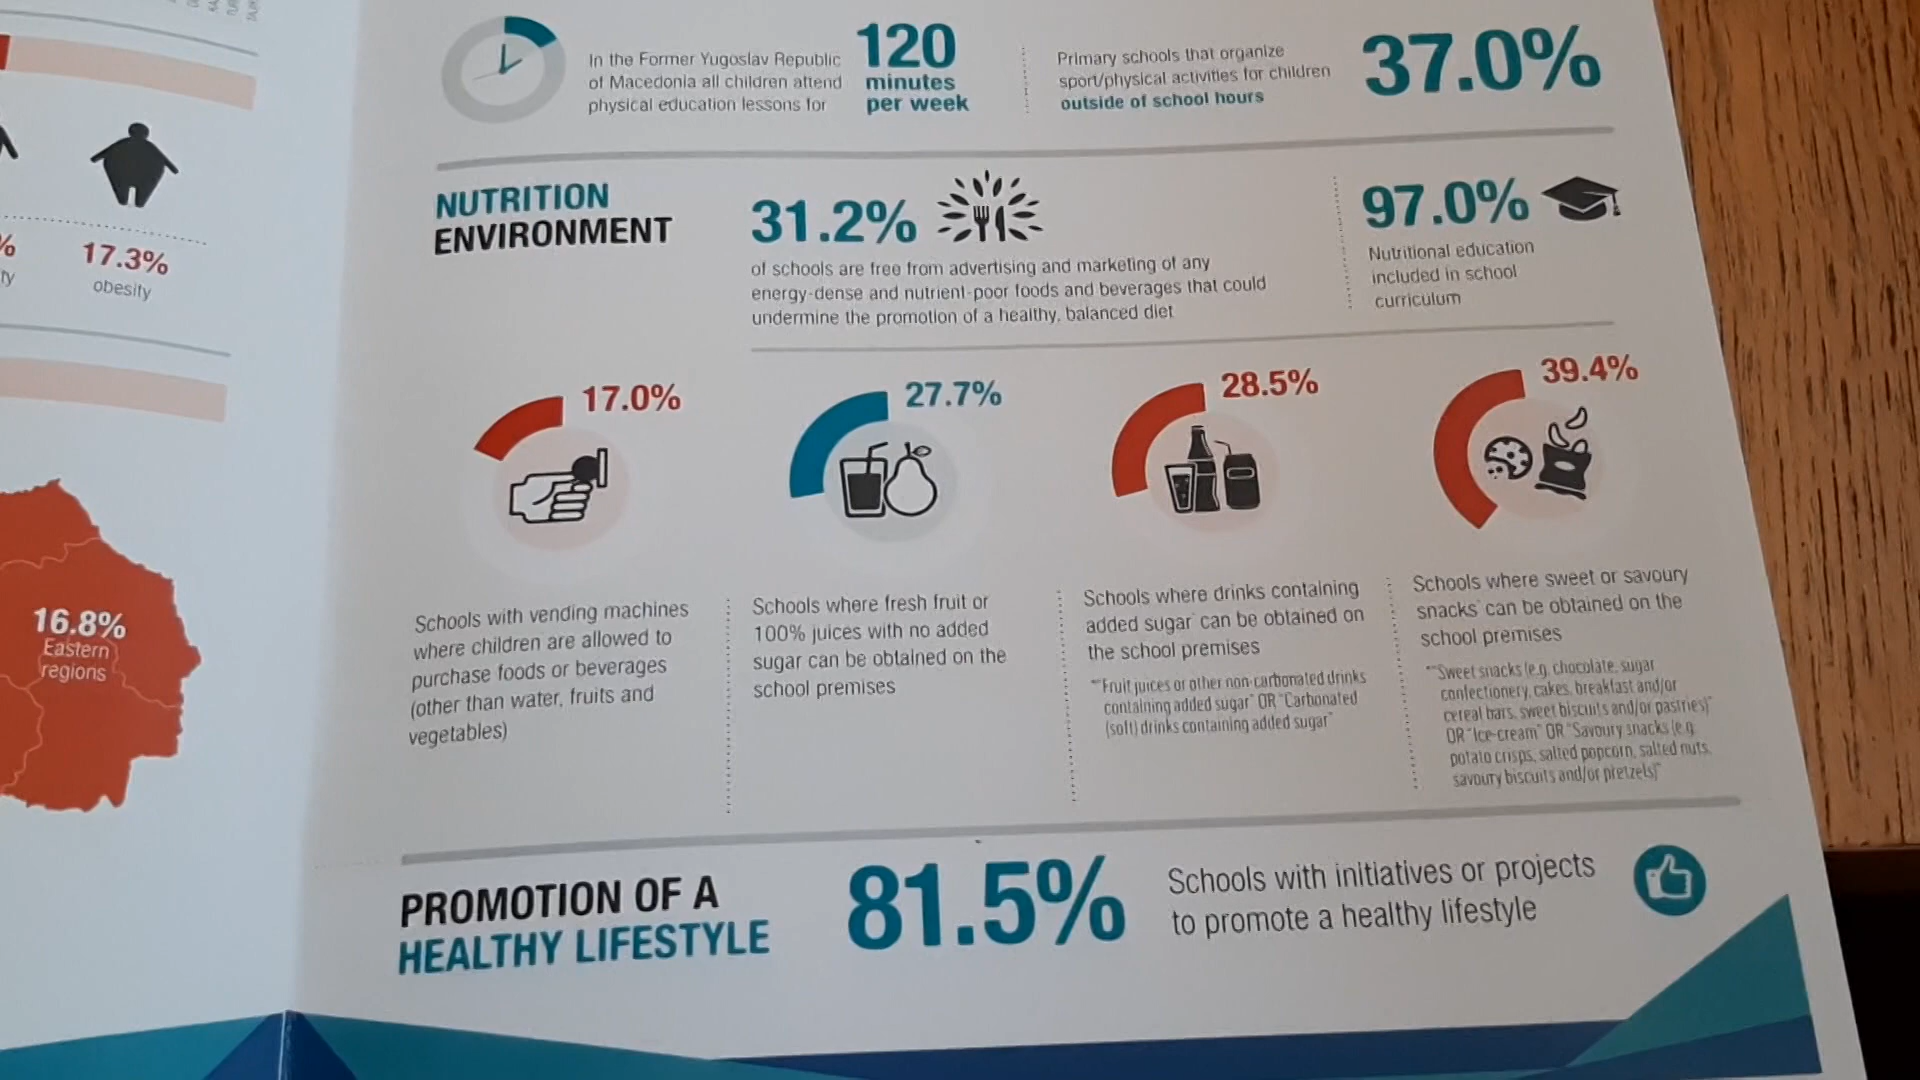 In the Former Yugoslav Republic
of Macedonia all children attend
physical education lessons for
120
minutes
per week
Primary schools that organize
sport/physical activities for children
outside of school hours
37.0%
17.3%
obesity
16.8%
Eastern
regions
NUTRITION
ENVIRONMENT
31.2%
of schools are free from advertising and marketing of any
energy-dense and nutrient-poor foods and beverages that could
undermine the promotion of a healthy, balanced diet
97.0%
Nutritional education
included in school
curriculum
17.0%
Schools with vending machines
where children are allowed to
purchase foods or beverages
(other than water, fruits and
vegetables)
27.7%
Schools where fresh fruit or
100% juices with no added
sugar can be obtained on the
school premises
28.5%
Schools where drinks containing
added sugar* can be obtained on
the school premises
*"Fruit juices or other non-carbonated drinks
containing added sugar" OR "Carbonated
(soft) drinks containing added sugar"
39.4%
Schools where sweet or savoury
snacks* can be obtained on the
school premises
*"Sweet snacks (e.g. chocolate, sugar
confectionery, cakes, breakfast and/or
cereal bars, sweet biscuits and/or pastries)"
OR "Ice-cream" OR "Savoury snacks (e.g.
potato crisps, salted popcorn, salted nuts,
savoury biscuits and/or pretzels)"
PROMOTION OF A
HEALTHY LIFESTYLE
81.5%
Schools with initiatives or projects
to promote a healthy lifestyle